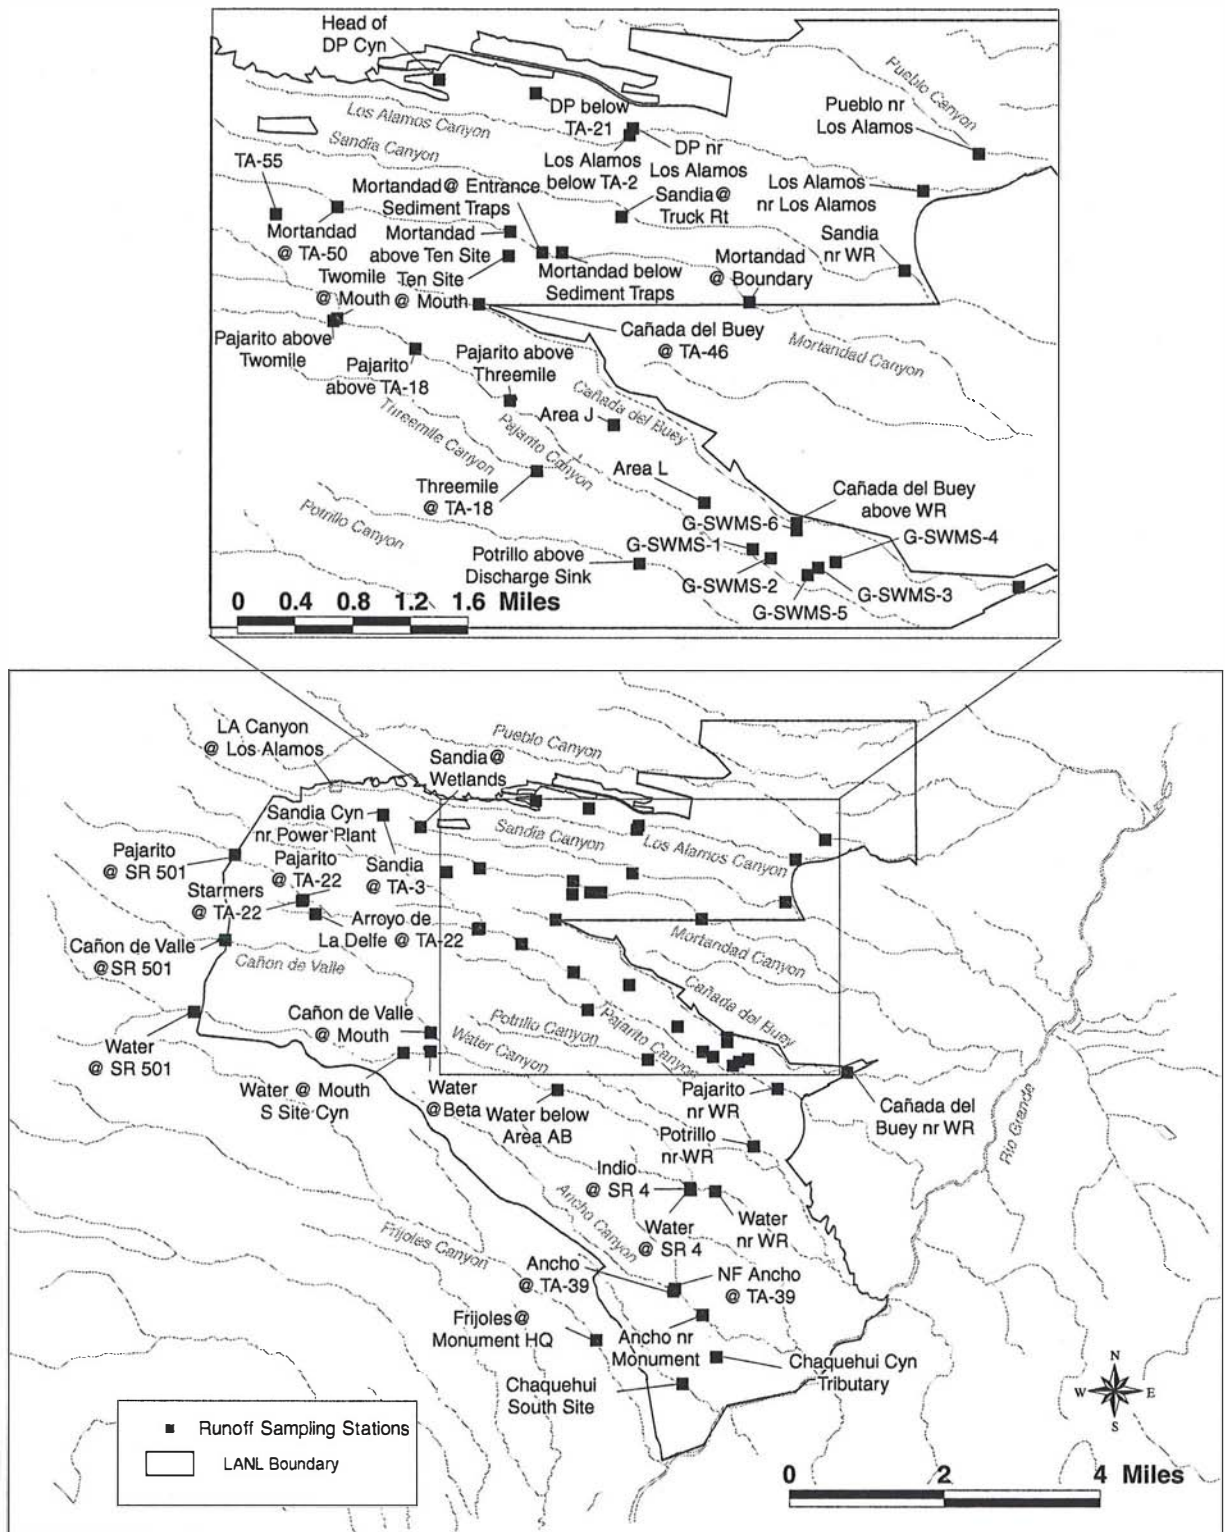 Head of
DP Cyn
Pueblo Canyon
Pueblo nr
Los Alamos
DP below
TA-21
Los Alamos Canyon
Sandia Canyon
DP nr
Los Alamos
Los Alamos
below TA-2
TA-55
Mortandad@ Entrance
Sediment Traps
Sandia@
Truck Rt
Los Alamos
nr Los Alamos
Mortandad
@ TA-50
Mortandad
above Ten Site
Sandia
nr WR
Mortandad
@ Boundary
Twomile
@ Mouth
Ten Site
@ Mouth
Mortandad below
Sediment Traps
Pajarito above
Twomile
Cañada del Buey
@ TA-46
Mortandad Canyon
Pajarito
above TA-18
Pajarito above
Threemile
Area J
Cañada del Buey
Threemile Canyon
Pajarito Canyon
Area L
Threemile
@ TA-18
Cañada del Buey
above WR
Potrillo Canyon
G-SWMS-6
G-SWMS-1
G-SWMS-4
Potrillo above
Discharge Sink
G-SWMS-2
G-SWMS-3
G-SWMS-5
0 0.4 0.8 1.2 1.6 Miles
LA Canyon
@ Los Alamos
Pueblo Canyon
Sandia@
Wetlands
Sandia Cyn
nr Power Plant
Sandia Canyon
Los Alamos Canyon
Pajarito
@ SR 501
Pajarito
@ TA-22
Sandia
@ TA-3
Starmers
@ TA-22
Arroyo de
La Delfe @ TA-22
Cañon de Valle
@SR 501
Cañon de Valle
Mortandad Canyon
Cañada del Buey
Cañon de Valle
@ Mouth
Water Canyon
Potrillo Canyon
Pajarito Canyon
Water
@ SR 501
Water @ Mouth
S Site Cyn
Water
@Beta
Water below
Area AB
Pajarito
nr WR
Cañada del
Buey nr WR
Potrillo
nr WR
Rio Grande
Indio
@ SR 4
Ancho Canyon
Water
@ SR 4
Water
nr WR
Frijoles Canyon
Ancho
@ TA-39
NF Ancho
@ TA-39
Frijoles@
Monument HQ
Ancho nr
Monument
Chaquehui Cyn
Tributary
Chaquehui
South Site
N
W E
S
Runoff Sampling Stations
LANL Boundary
0 2 4 Miles